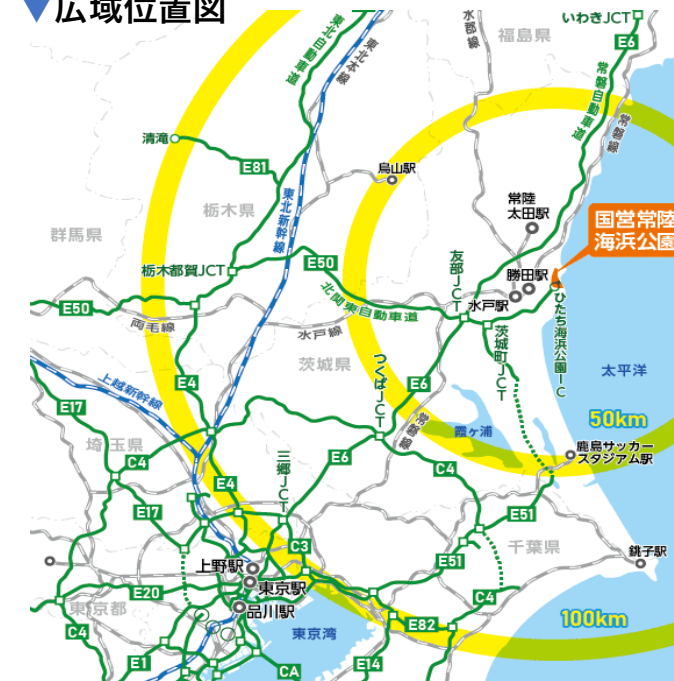 ▼広域位置図
いわきJCT
水郡線
福島県
東北自動車道
東北本線
E6
常磐自動車道
常磐線
清滝
E81
烏山駅
東北新幹線
栃木県
常陸
太田駅
国営常陸
海浜公園
群馬県
友部JCT
E50
栃木都賀JCT
勝田駅
水戸駅
北関東自動車道
ひたち海浜公園IC
E50
両毛線
水戸線
茨城町JCT
茨城県
つくばJCT
太平洋
上越新幹線
E4
E6
E17
常磐線
50km
霞ヶ浦
埼玉県
鹿島サッカー
スタジアム駅
C4
三郷JCT
E6
C4
E4
E17
E51
C3
千葉県
銚子駅
上野駅
E51
東京駅
E20
C4
東京都
品川駅
100km
E82
C4
東京湾
E1
CA
E14